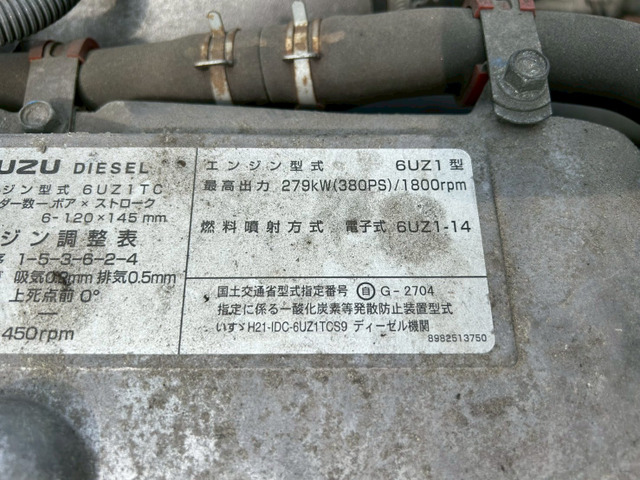 UZU DIESEL
ジン型式 6UZ1TC
ダー数ーボア×ストローク
6-120×145mm
ジン調整表
1-5-3-6-2-4
吸気0.9mm 排気0.5mm
上死点前 0°
450rpm
エンジン型式 6UZ1型
最高出力 279kW(380PS)/1800rpm
燃料噴射方式 電子式 6UZ1-14
国土交通省型式指定番号 自 G-2704
指定に係る一酸化炭素等発散防止装置型式
いすゞH21-IDC-6UZ1TCS9 ディーゼル機関
8982513750